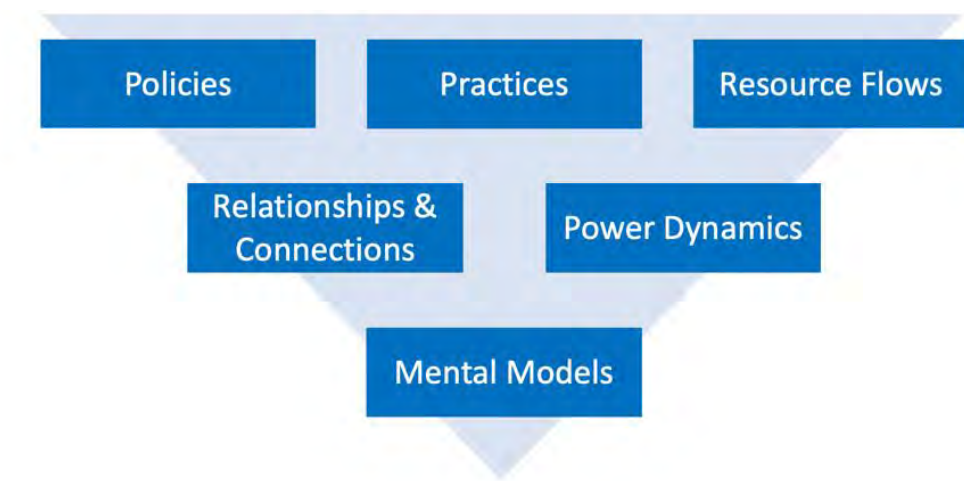 Policies
Practices
Resource Flows
Relationships &
Connections
Power Dynamics
Mental Models